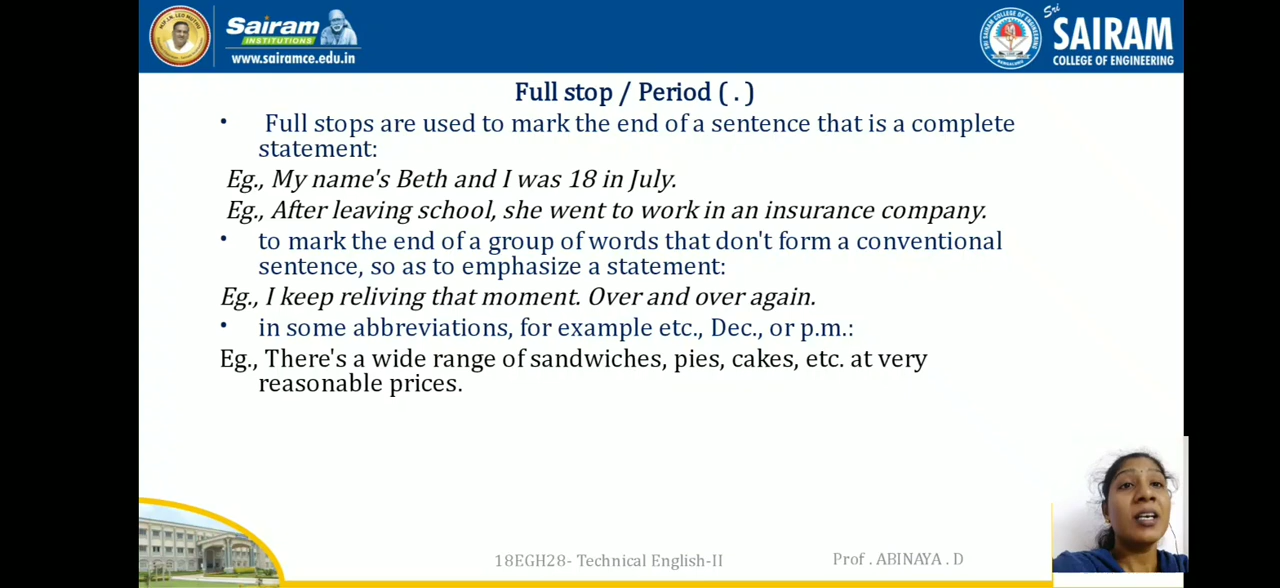 Sairam
INSTITUTIONS
www.sairamce.edu.in
Sri
SAIRAM
COLLEGE OF ENGINEERING
Full stop / Period ( . )
• Full stops are used to mark the end of a sentence that is a complete
statement:
Eg., My name's Beth and I was 18 in July.
Eg., After leaving school, she went to work in an insurance company.
• to mark the end of a group of words that don't form a conventional
sentence, so as to emphasize a statement:
Eg., I keep reliving that moment. Over and over again.
• in some abbreviations, for example etc., Dec., or p.m.:
Eg., There's a wide range of sandwiches, pies, cakes, etc. at very
reasonable prices.
18EGH28- Technical English-II
Prof . ABINAYA . D